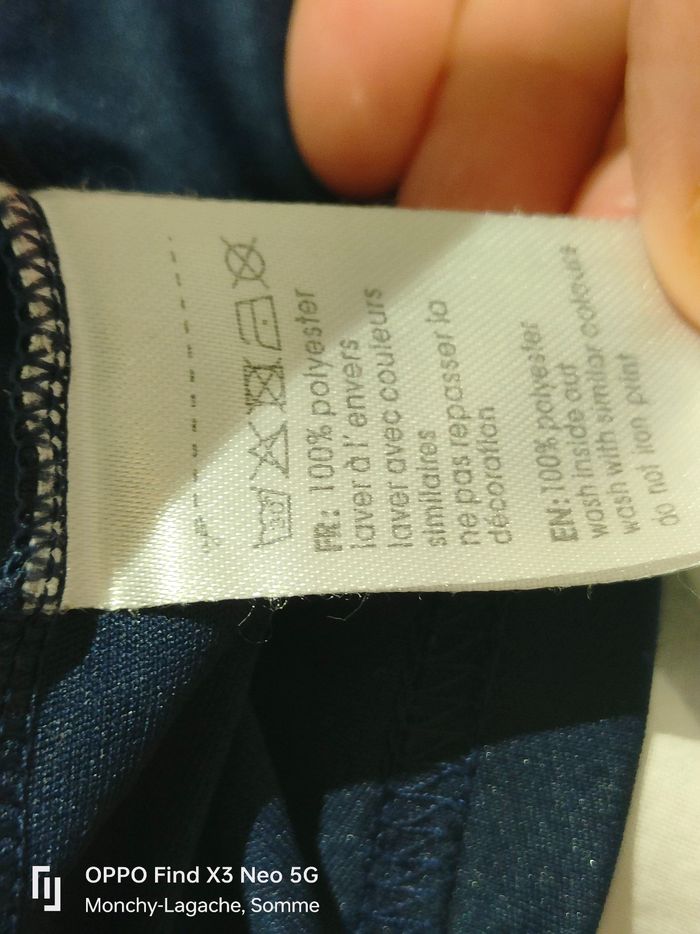 30
FR: 100% polyester
laver à l'envers
laver avec couleurs
similaires
ne pas repasser la
décoration
EN:100% polyester
wash inside out
wash with similar colours
do not iron print
OPPO Find X3 Neo 5G
Monchy-Lagache, Somme